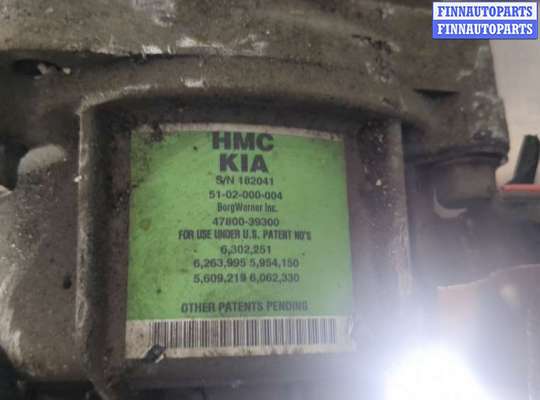 FINNAUTOPARTS
FINNAUTOPARTS
HMC
KIA
S/N 182041
51-02-000-004
BorgWarner Inc.
47800-39300
FOR USE UNDER U.S. PATENT NO'S
6,302,251
6,263,995 5,954,150
5,609,219 6,062,330
OTHER PATENTS PENDING